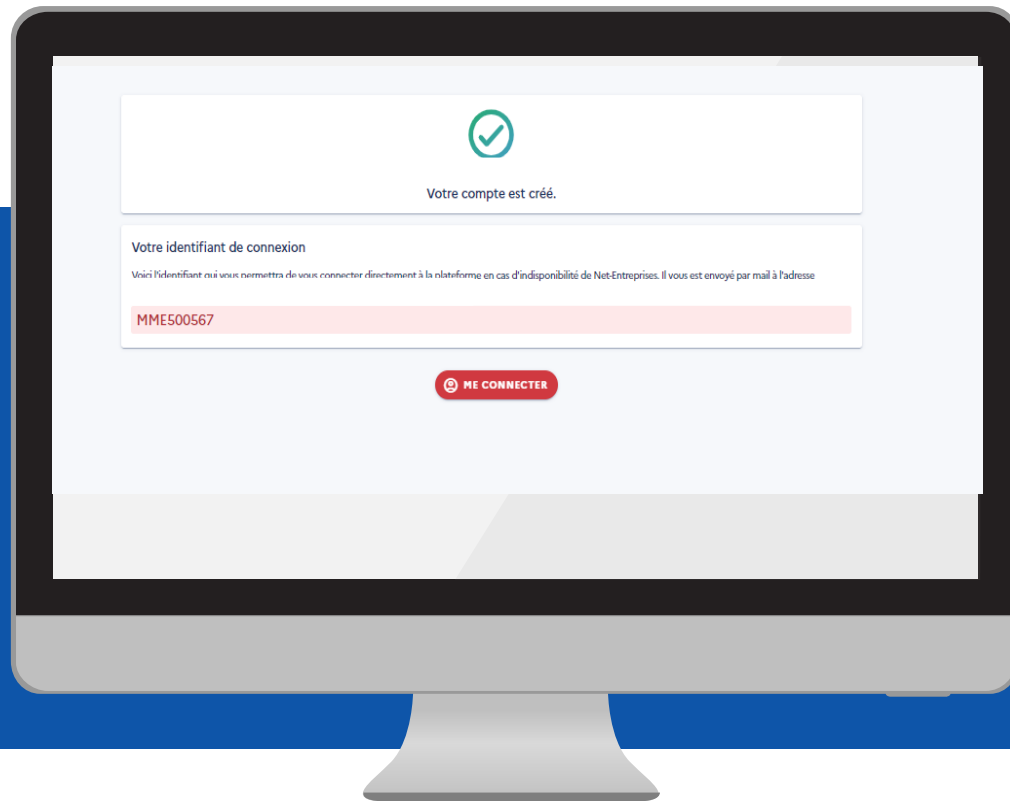 Votre compte est créé.
Votre identifiant de connexion
Voici l'identifiant qui vous permettra de vous connecter directement à la plateforme en cas d'indisponibilité de Net-Entreprises. Il vous est envoyé par mail à l'adresse
MME500567
ME CONNECTER